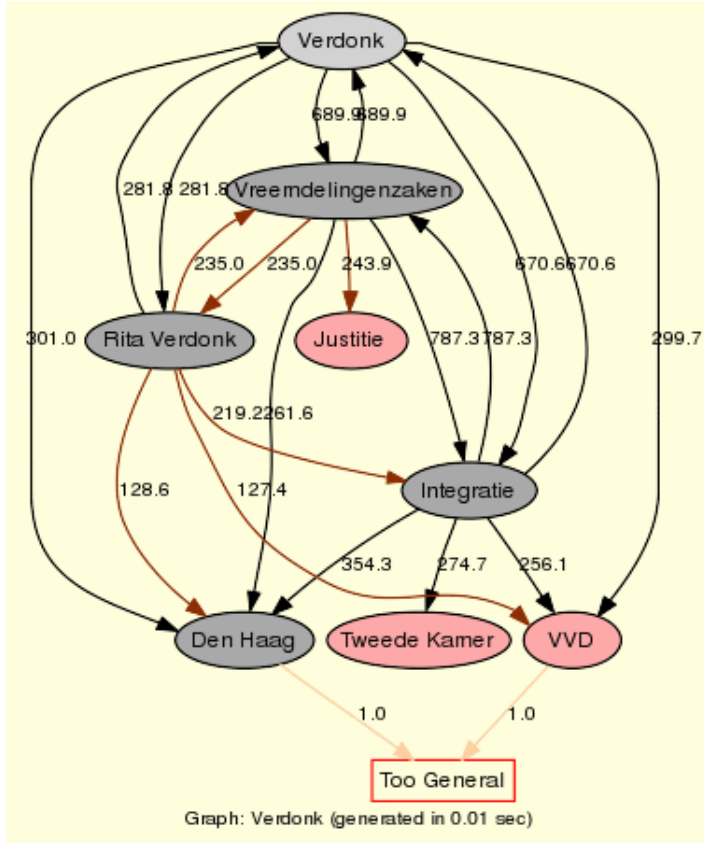 Verdonk
689.9
689.9
281.8
281.8
Vreemdelingenzaken
235.0
235.0
243.9
670.6
670.6
301.0
Rita Verdonk
Justitie
787.3
787.3
299.7
219.2
261.6
128.6
127.4
Integratie
354.3
274.7
256.1
Den Haag
Tweede Kamer
VVD
1.0
1.0
Too General
Graph: Verdonk (generated in 0.01 sec)